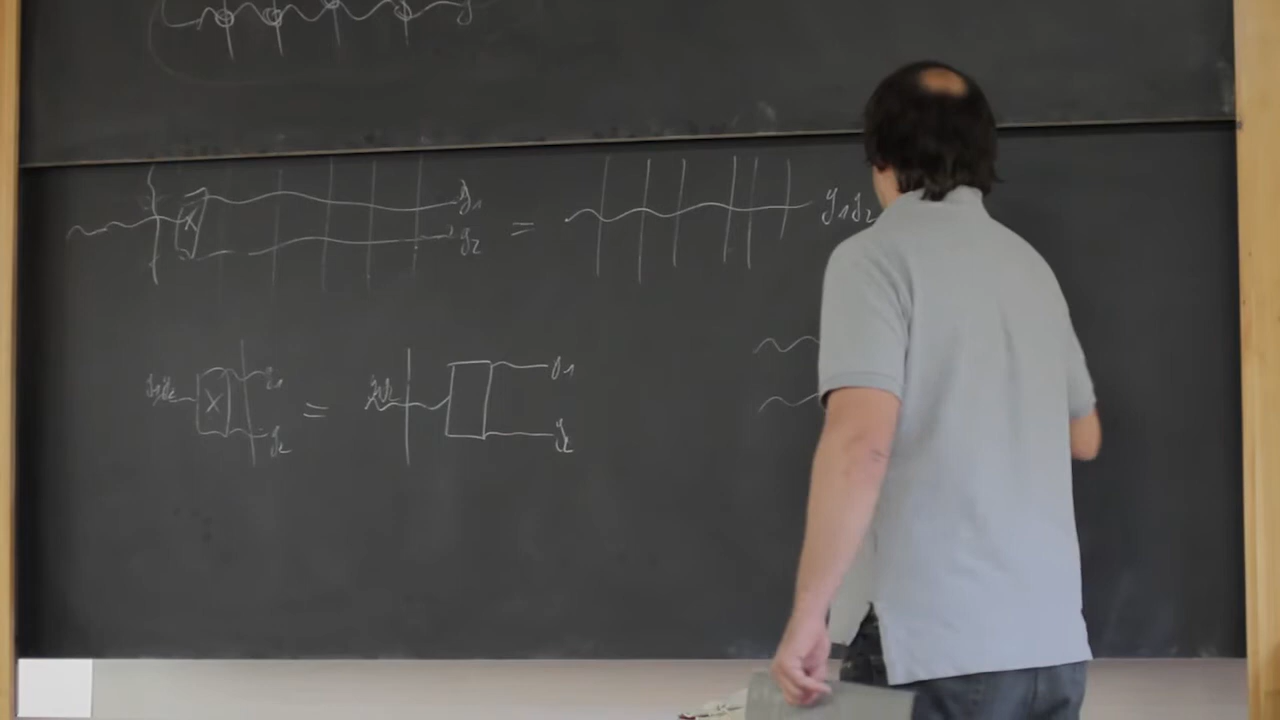 g
g₁
g₂
= g₁g₂
g₁g₂ X g₁
g₂
= g₁g₂ g₁
g₂